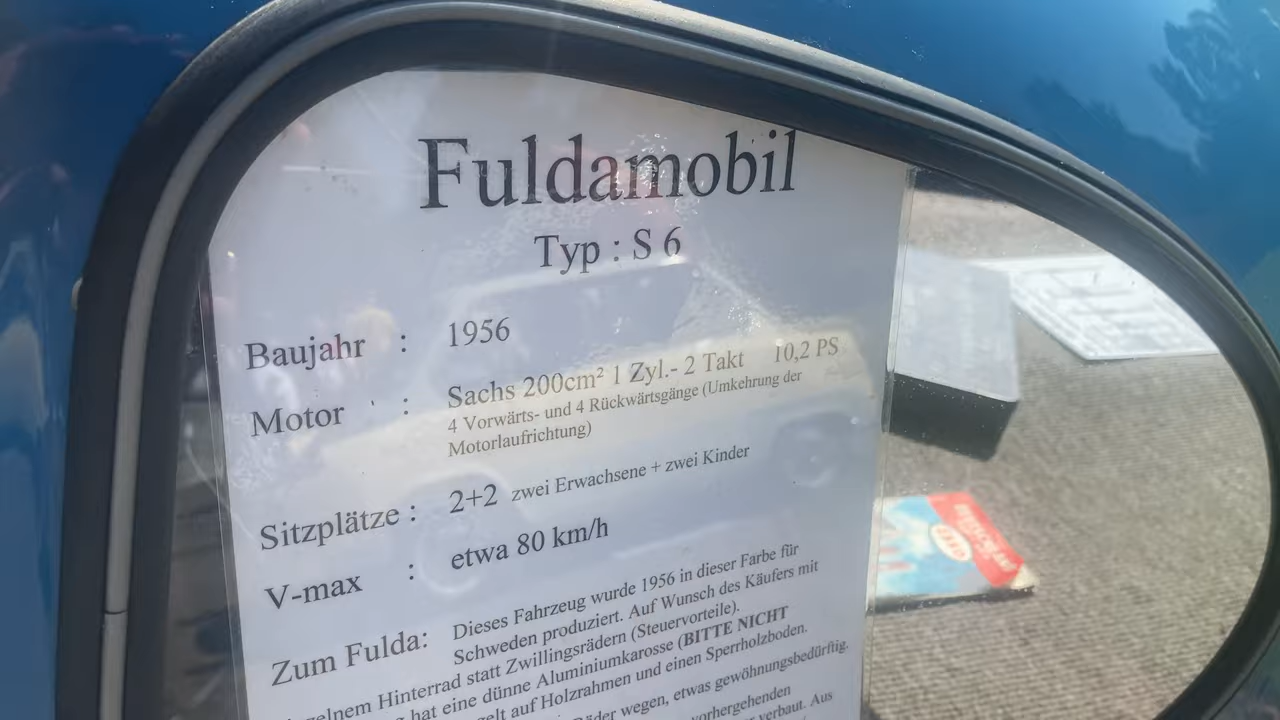 Fuldamobil
Typ : S 6
Baujahr : 1956
Motor : Sachs 200cm² 1 Zyl.- 2 Takt 10,2 PS
4 Vorwärts- und 4 Rückwärtsgänge (Umkehrung der
Motorlaufrichtung)
Sitzplätze : 2+2 zwei Erwachsene + zwei Kinder
V-max : etwa 80 km/h
Zum Fulda: Dieses Fahrzeug wurde 1956 in dieser Farbe für
Schweden produziert. Auf Wunsch des Käufers mit
Hinterrad statt Zwillingsrädern (Steuervorteile).
hat eine dünne Aluminiumkarosse (BITTE NICHT
auf Holzrahmen und einen Sperrholzboden.
wegen, etwas gewöhnungsbedürftig.
vorhergehenden
verbaut. Aus